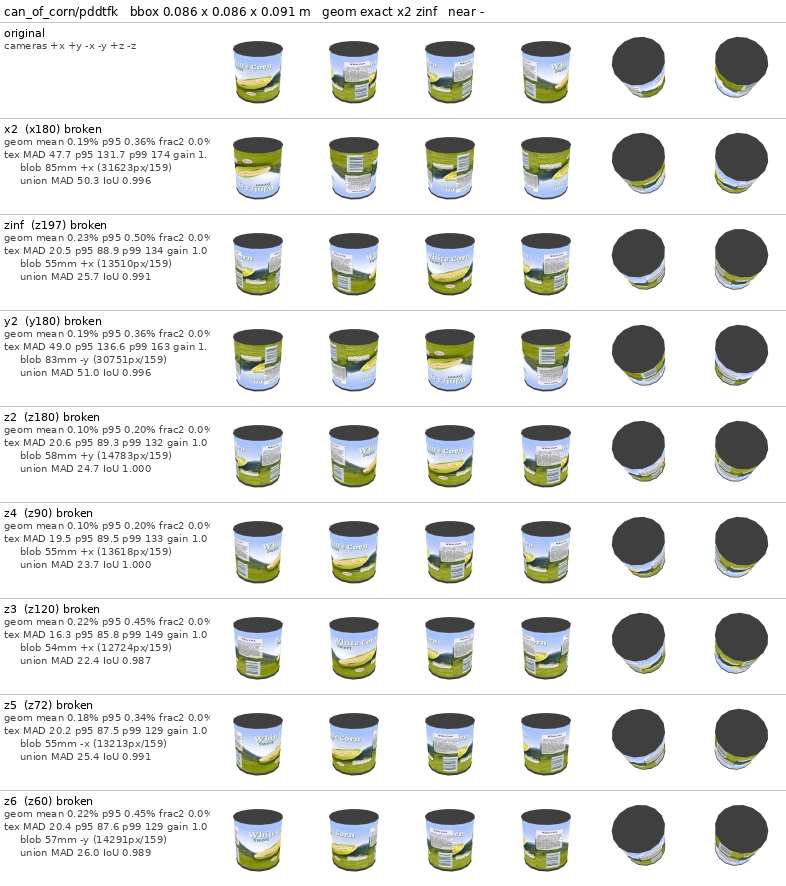 can_of_corn/pddtfk bbox 0.086 x 0.086 x 0.091 m geom exact x2 zinf near -
original
cameras +x +y -x -y +z -z
x2 (x180) broken
geom mean 0.19% p95 0.36% frac2 0.0%
tex MAD 47.7 p95 131.7 p99 174 gain 1.
blob 85mm +x (31623px/159)
union MAD 50.3 IoU 0.996
zinf (z197) broken
geom mean 0.23% p95 0.50% frac2 0.0%
tex MAD 20.5 p95 88.9 p99 134 gain 1.0
blob 55mm +x (13510px/159)
union MAD 25.7 IoU 0.991
y2 (y180) broken
geom mean 0.19% p95 0.36% frac2 0.0%
tex MAD 49.0 p95 136.6 p99 163 gain 1.
blob 83mm -y (30751px/159)
union MAD 51.0 IoU 0.996
z2 (z180) broken
geom mean 0.10% p95 0.20% frac2 0.0%
tex MAD 20.6 p95 89.3 p99 132 gain 1.0
blob 58mm +y (14783px/159)
union MAD 24.7 IoU 1.000
z4 (z90) broken
geom mean 0.10% p95 0.20% frac2 0.0%
tex MAD 19.5 p95 89.5 p99 133 gain 1.0
blob 55mm +x (13618px/159)
union MAD 23.7 IoU 1.000
z3 (z120) broken
geom mean 0.22% p95 0.45% frac2 0.0%
tex MAD 16.3 p95 85.8 p99 149 gain 1.0
blob 54mm +x (12724px/159)
union MAD 22.4 IoU 0.987
z5 (z72) broken
geom mean 0.18% p95 0.34% frac2 0.0%
tex MAD 20.2 p95 87.5 p99 129 gain 1.0
blob 55mm -x (13213px/159)
union MAD 25.4 IoU 0.991
z6 (z60) broken
geom mean 0.22% p95 0.45% frac2 0.0%
tex MAD 20.4 p95 87.6 p99 129 gain 1.0
blob 57mm -y (14291px/159)
union MAD 26.0 IoU 0.989